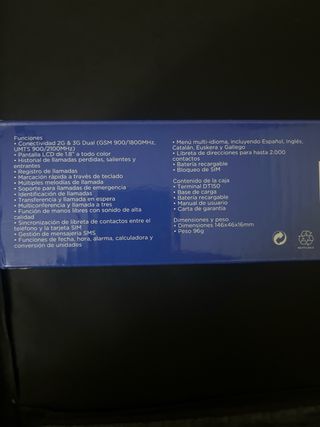 Funciones
• Conectividad 2G & 3G Dual (GSM 900/1800MHz,
UMTS 900/2100MHz)
• Pantalla LCD de 1.8" a todo color
• Historial de llamadas perdidas, salientes y
entrantes
• Registro de llamadas
• Marcación rápida a través de teclado
• Múltiples melodías de llamada
• Soporte para llamadas de emergencia
• Identificación de llamadas
• Transferencia y llamada en espera
• Multiconferencia y llamada a tres
• Función de manos libres con sonido de alta
calidad
• Sincronización de libreta de contactos entre el
teléfono y la tarjeta SIM
• Gestión de mensajería SMS
• Funciones de fecha, hora, alarma, calculadora y
conversión de unidades
• Menú multi-idioma, incluyendo Español, Inglés,
Catalán, Euskera y Gallego
• Libreta de direcciones para hasta 2.000
contactos
• Batería recargable
• Bloqueo de SIM
Contenido de la caja
• Terminal DT150
• Base de carga
• Batería recargable
• Manual de usuario
• Carta de garantía
Dimensiones y peso
• Dimensiones 146x46x16mm
• Peso 96g